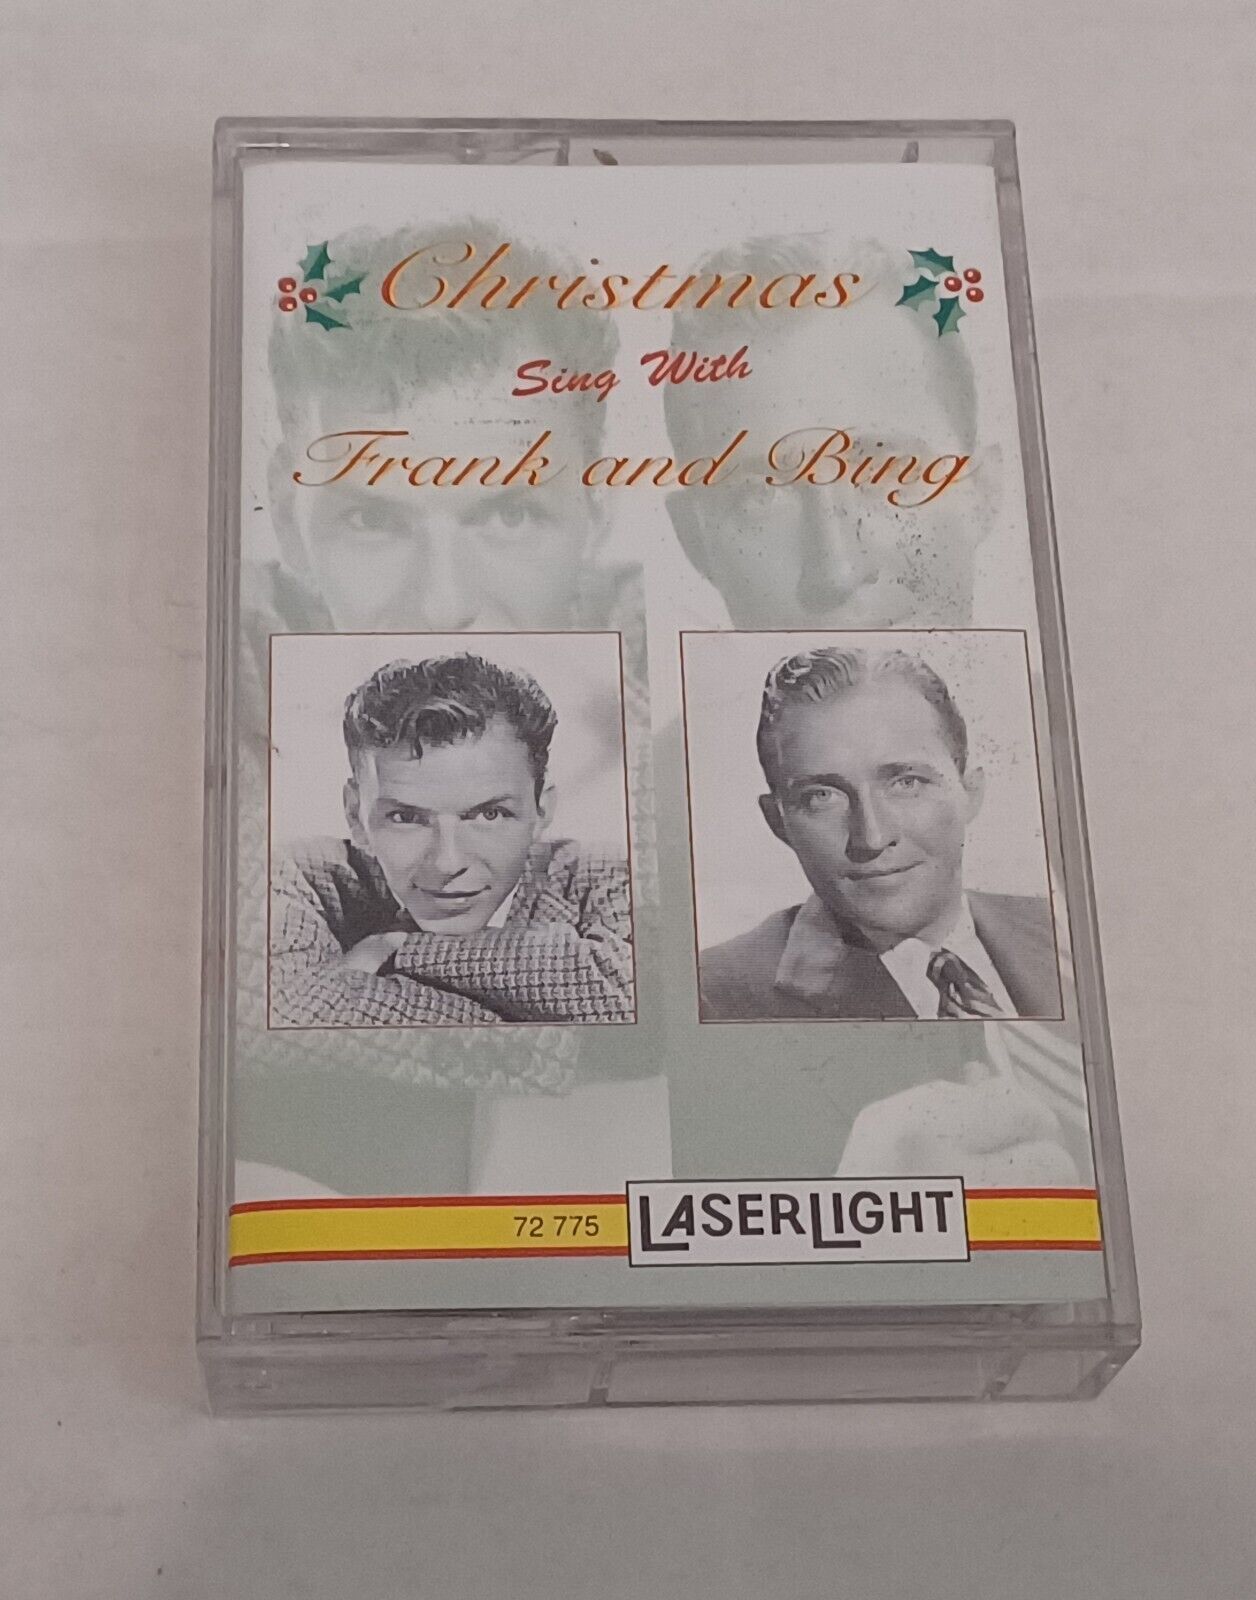 Christmas
Sing With
Frank and Bing
72 775 LASERLIGHT